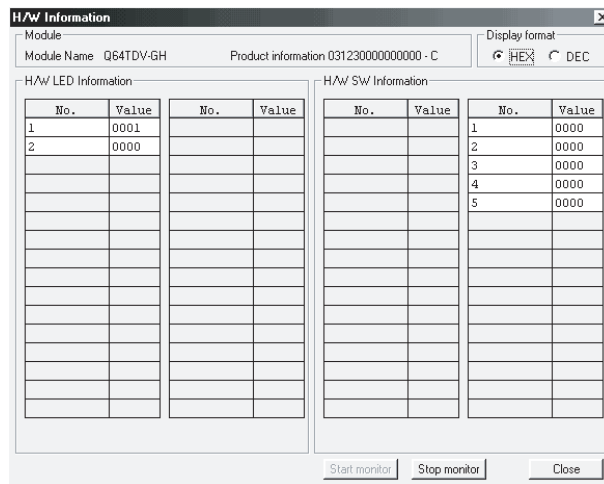 H/W Information
Module
Display format
Module Name Q64TDV-GH Product information 031230000000000 - C
HEX DEC
H/W LED Information
H/W SW Information
No. Value No. Value No. Value No. Value
1 0001 1 0000
2 0000 2 0000
3 0000
4 0000
5 0000
Start monitor Stop monitor Close